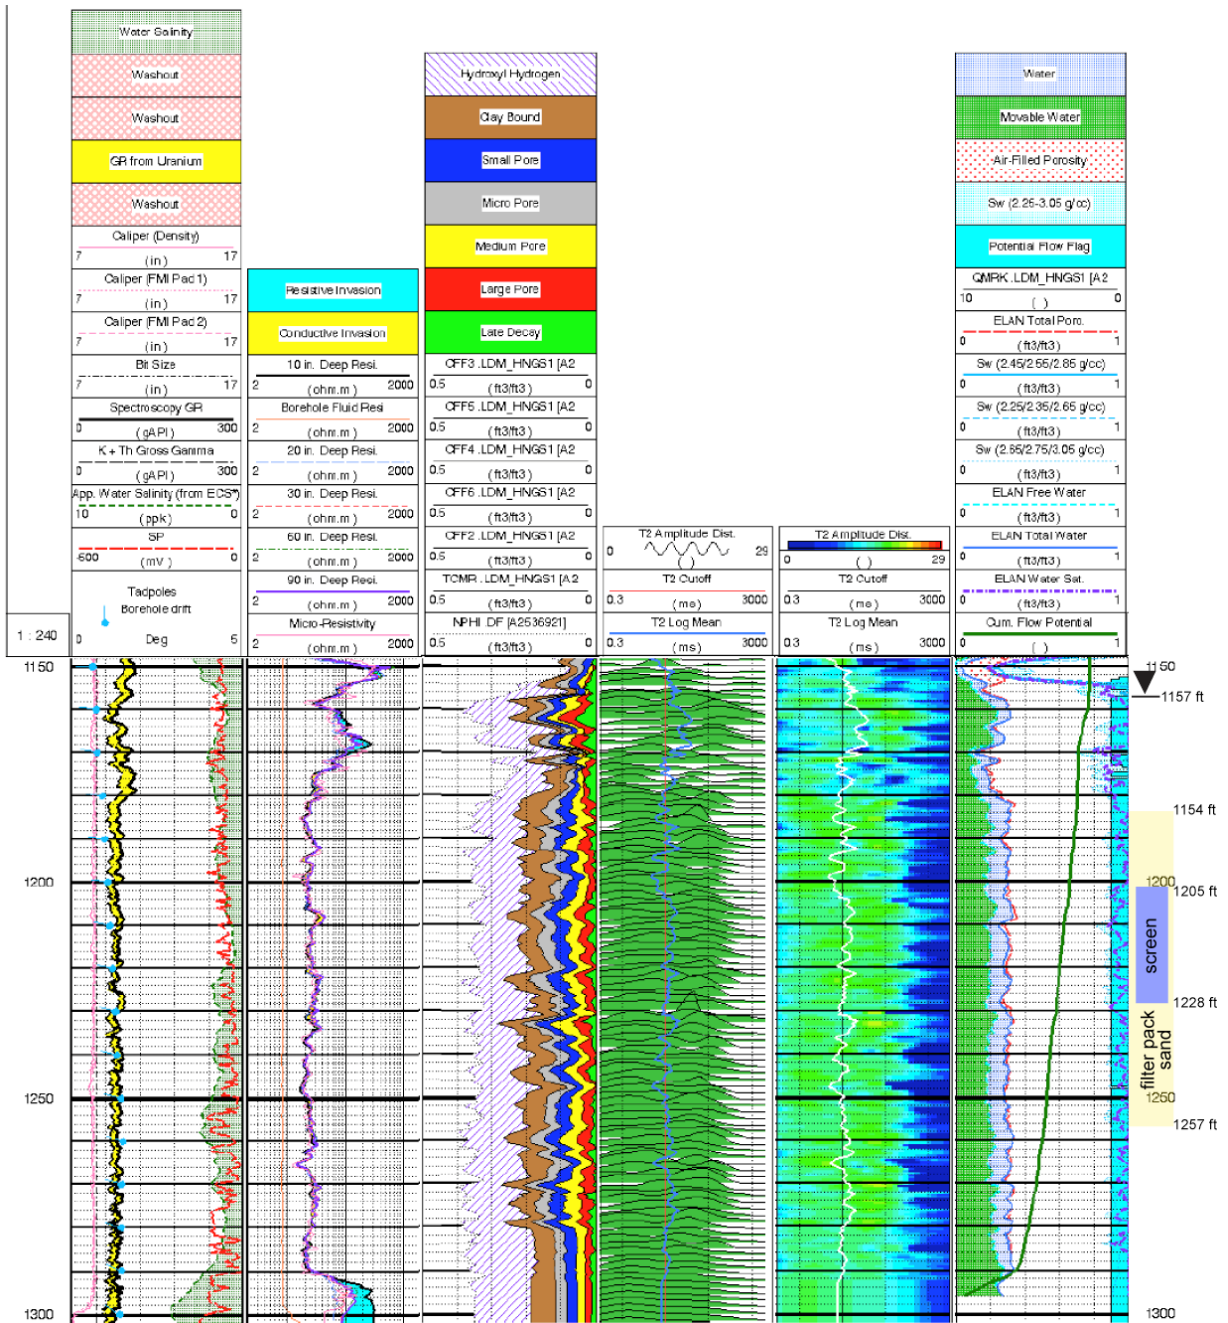 Water Salinity
Washout
Washout
GR from Uranium
Washout
Caliper (Density)
7 (in) 17
Caliper (FMI Pad 1)
7 (in) 17
Caliper (FMI Pad 2)
7 (in) 17
Bit Size
7 (in) 17
Spectroscopy GR
0 (gAPI) 300
K + Th Gross Gamma
0 (gAPI) 300
App. Water Salinity (from ECS*)
10 (ppk) 0
SP
-500 (mV) 0
Tadpoles
Borehole drift
0 Deg 5
1 : 240
Resistive Invasion
Conductive Invasion
10 in. Deep Resi.
2 (ohm.m) 2000
Borehole Fluid Resi
2 (ohm.m) 2000
20 in. Deep Resi.
2 (ohm.m) 2000
30 in. Deep Resi.
2 (ohm.m) 2000
60 in. Deep Resi.
2 (ohm.m) 2000
90 in. Deep Resi.
2 (ohm.m) 2000
Micro-Resistivity
2 (ohm.m) 2000
Hydroxyl Hydrogen
Clay Bound
Small Pore
Micro Pore
Medium Pore
Large Pore
Late Decay
CFF3 .LDM_HNGS1 [A2
0.5 (ft3/ft3) 0
CFF5 .LDM_HNGS1 [A2
0.5 (ft3/ft3) 0
CFF4 .LDM_HNGS1 [A2
0.5 (ft3/ft3) 0
CFF6 .LDM_HNGS1 [A2
0.5 (ft3/ft3) 0
CFF2 .LDM_HNGS1 [A2
0.5 (ft3/ft3) 0
TCMR .LDM_HNGS1 [A2
0.5 (ft3/ft3) 0
NPHI .DF [A2536921]
0.5 (ft3/ft3) 0
T2 Amplitude Dist.
0 ( ) 29
T2 Cutoff
0.3 (ms) 3000
T2 Log Mean
0.3 (ms) 3000
T2 Amplitude Dist.
0 ( ) 29
T2 Cutoff
0.3 (ms) 3000
T2 Log Mean
0.3 (ms) 3000
Water
Movable Water
Air-Filled Porosity
Sw (2.25-3.05 g/cc)
Potential Flow Flag
QMRK .LDM_HNGS1 [A2
10 ( ) 0
ELAN Total Poro.
0 (ft3/ft3) 1
Sw (2.45/2.55/2.85 g/cc)
0 (ft3/ft3) 1
Sw (2.25/2.35/2.65 g/cc)
0 (ft3/ft3) 1
Sw (2.65/2.75/3.05 g/cc)
0 (ft3/ft3) 1
ELAN Free Water
0 (ft3/ft3) 1
ELAN Total Water
0 (ft3/ft3) 1
ELAN Water Sat.
0 (ft3/ft3) 1
Cum. Flow Potential
0 ( ) 1
1150
1200
1250
1300
1150
1157 ft
1154 ft
1200
1205 ft
screen
1228 ft
filter pack
sand
1250
1257 ft
1300